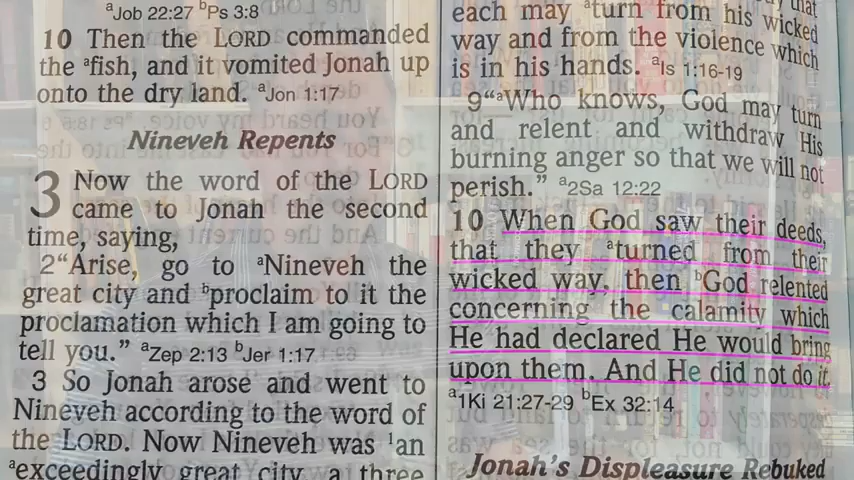 ᵃJob 22:27 ᵇPs 3:8
10 Then the LORD commanded
the ᵃfish, and it vomited Jonah up
onto the dry land. ᵃJon 1:17
Nineveh Repents
3 Now the word of the LORD
came to Jonah the second
time, saying,
2“Arise, go to ᵃNineveh the
great city and ᵇproclaim to it the
proclamation which I am going to
tell you.” ᵃZep 2:13 ᵇJer 1:17
3 So Jonah arose and went to
Nineveh according to the word of
the LORD. Now Nineveh was ¹an
ᵃexceedingly great city, a three
that
each may ᵃturn from his wicked
way and from the violence which
is in his hands. ᵃIs 1:16-19
9“ᵃWho knows, God may turn
and relent and withdraw His
burning anger so that we will not
perish.” ᵃ2Sa 12:22
10 When God saw their deeds,
that they ᵃturned from their
wicked way, then ᵇGod relented
concerning the calamity which
He had declared He would bring
upon them. And He did not do it.
ᵃ1Ki 21:27-29 ᵇEx 32:14
Jonah’s Displeasure Rebuked